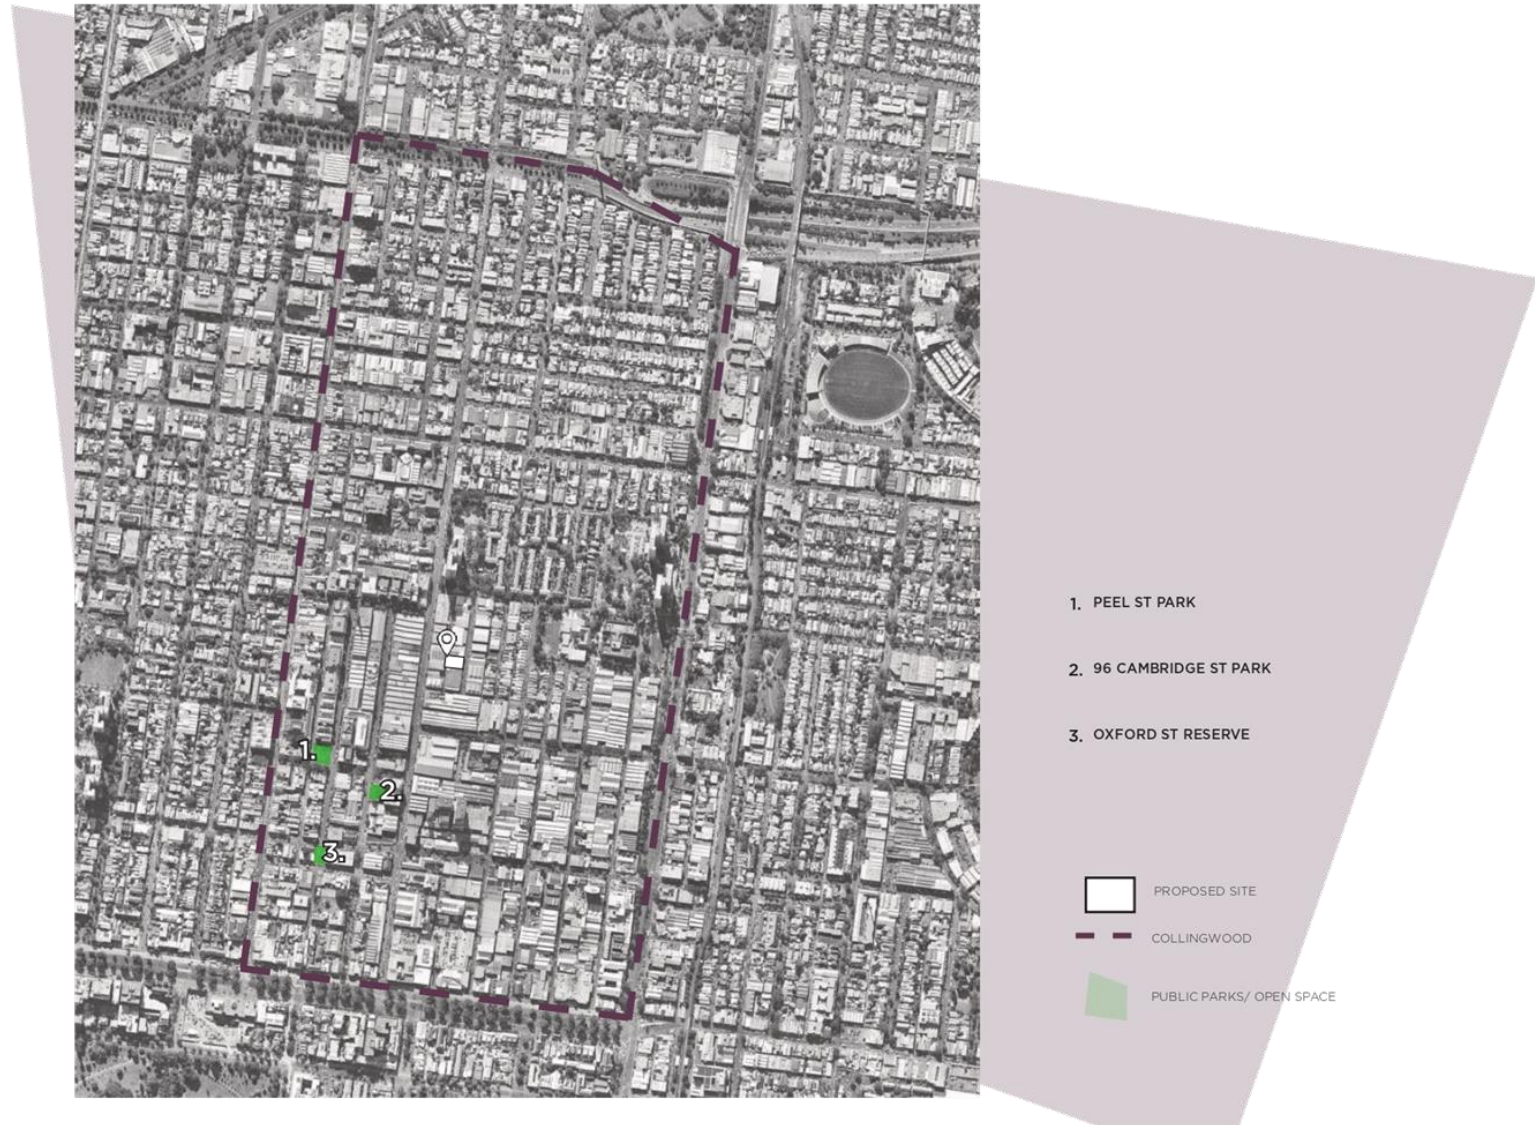 1.
2.
3.
1. PEEL ST PARK
2. 96 CAMBRIDGE ST PARK
3. OXFORD ST RESERVE
PROPOSED SITE
COLLINGWOOD
PUBLIC PARKS/ OPEN SPACE